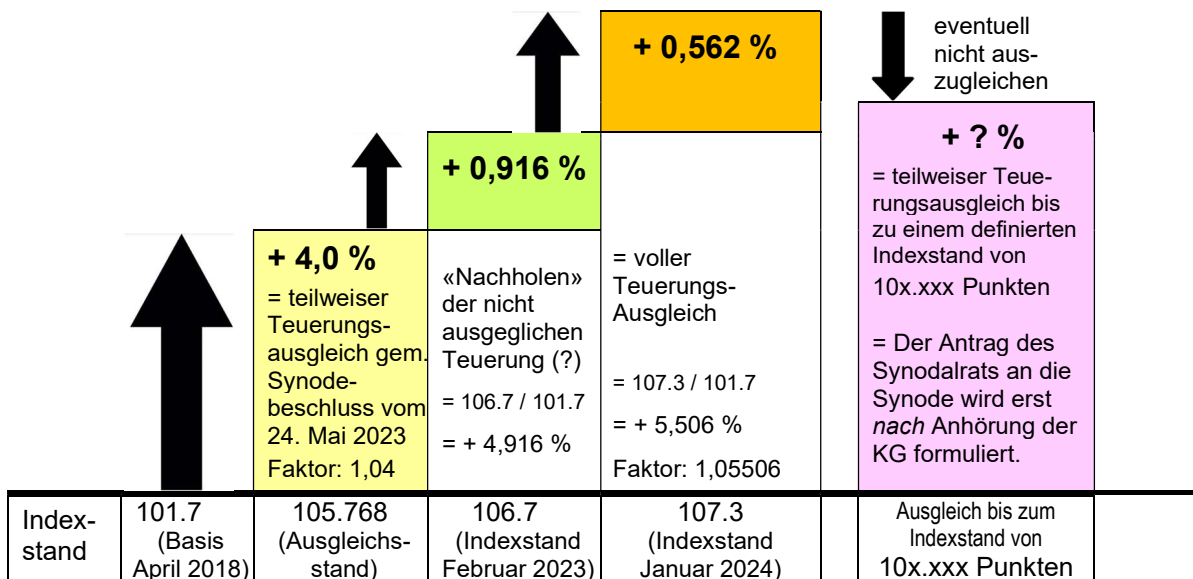 + 4,0 %
= teilweiser
Teuerungs-
ausgleich gem.
Synode-
beschluss vom
24. Mai 2023
Faktor: 1,04
+ 0,916 %
«Nachholen»
der nicht
ausgeglichen
Teuerung (?)
= 106.7 / 101.7
= + 4,916 %
+ 0,562 %
= voller
Teuerungs-
Ausgleich
= 107.3 / 101.7
= + 5,506 %
Faktor: 1,05506
eventuell
nicht aus-
zugleichen
+ ? %
= teilweiser Teue-
rungsausgleich bis
zu einem definierten
Indexstand von
10x.xxx Punkten
= Der Antrag des
Synodalrats an die
Synode wird erst
nach Anhörung der
KG formuliert.
Index-
stand
101.7
(Basis
April 2018)
105.768
(Ausgleichs-
stand)
106.7
(Indexstand
Februar 2023)
107.3
(Indexstand
Januar 2024)
Ausgleich bis zum
Indexstand von
10x.xxx Punkten